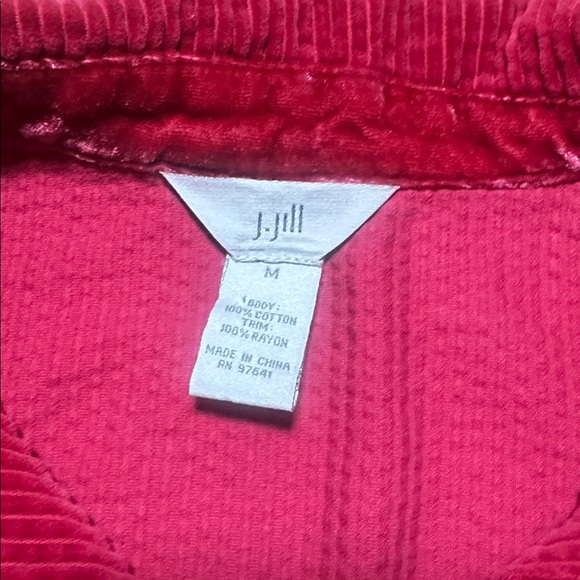 J.Jill
M
BODY:
100% COTTON
TRIM:
100% RAYON
MADE IN CHINA
RN 97641